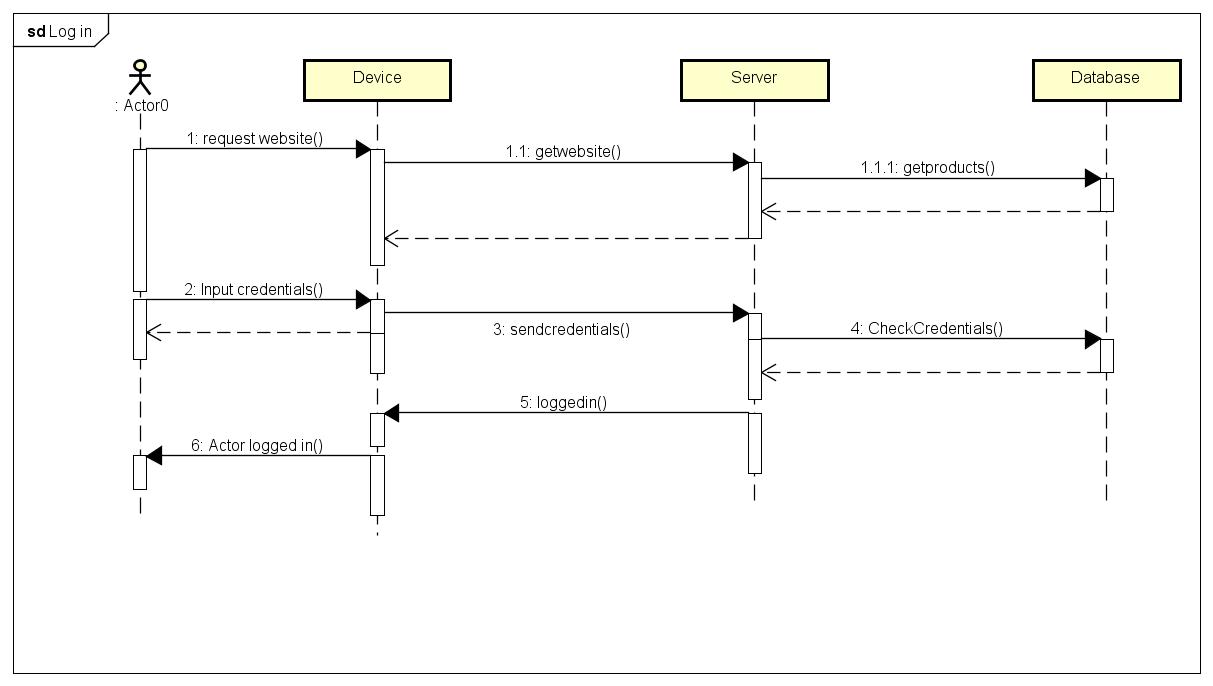 sd Log in
Device
Server
Database
: Actor0
1: request website()
1.1: getwebsite()
1.1.1: getproducts()
2: Input credentials()
3: sendcredentials()
4: CheckCredentials()
5: loggedin()
6: Actor logged in()